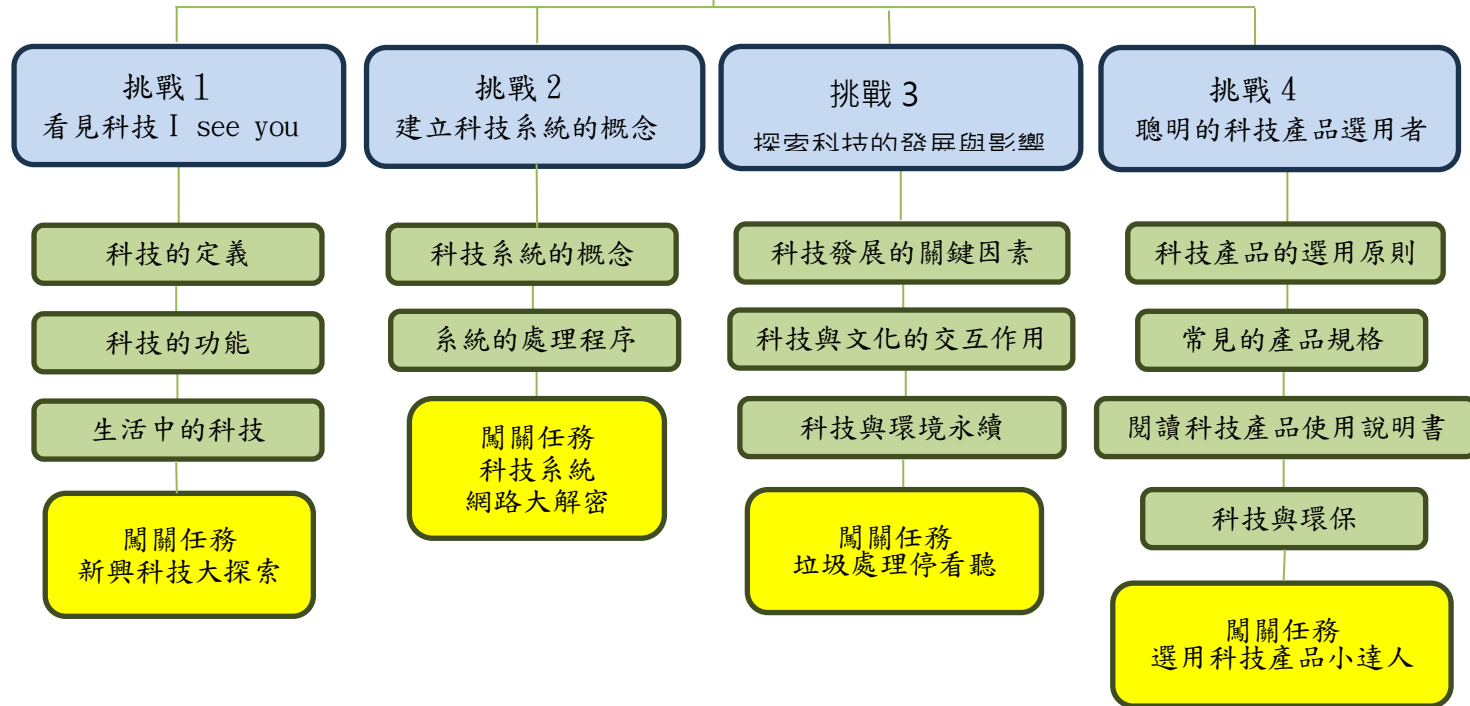 挑戰 1
看見科技 I see you
科技的定義
科技的功能
生活中的科技
闖關任務
新興科技大探索
挑戰 2
建立科技系統的概念
科技系統的概念
系統的處理程序
闖關任務
科技系統
網路大解密
挑戰 3
探索科技的發展與影響
科技發展的關鍵因素
科技與文化的交互作用
科技與環境永續
闖關任務
垃圾處理停看聽
挑戰 4
聰明的科技產品選用者
科技產品的選用原則
常見的產品規格
閱讀科技產品使用說明書
科技與環保
闖關任務
選用科技產品小達人